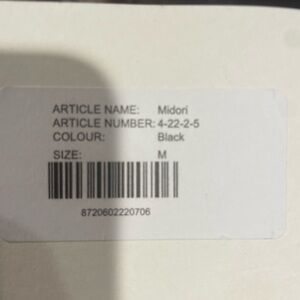 ARTICLE NAME: Midori
ARTICLE NUMBER: 4-22-2-5
COLOUR: Black
SIZE: M
8720602220706